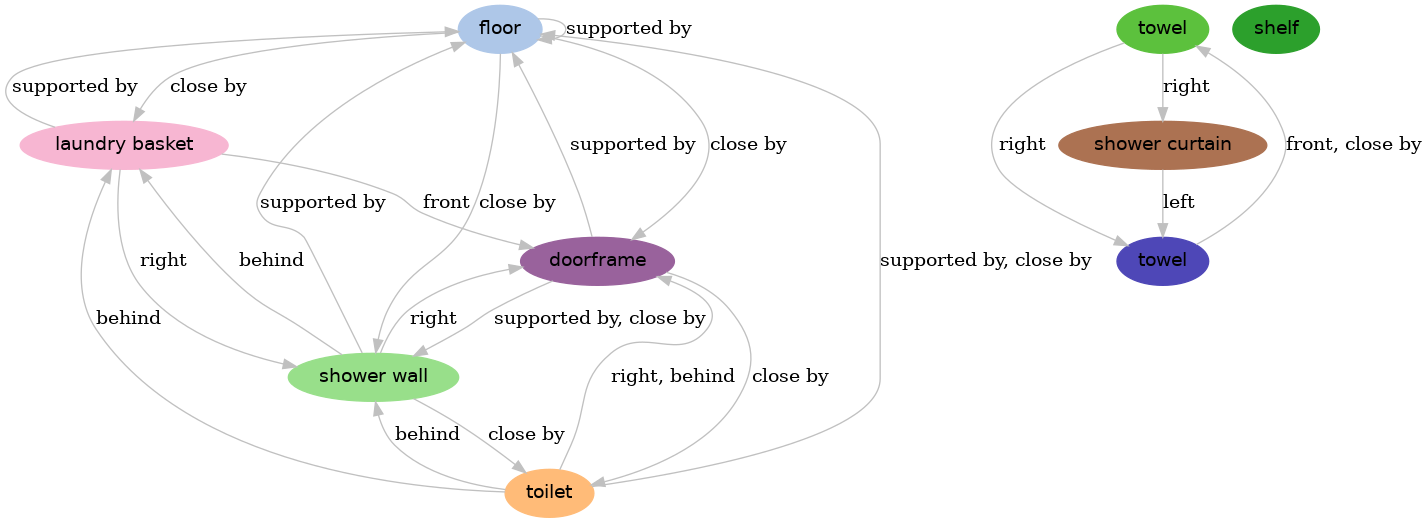 floor
towel
shelf
supported by
supported by
close by
right
laundry basket
supported by
close by
right
shower curtain
front, close by
supported by
front
close by
left
right
behind
doorframe
supported by, close by
towel
behind
right
supported by, close by
shower wall
right, behind
close by
behind
close by
toilet